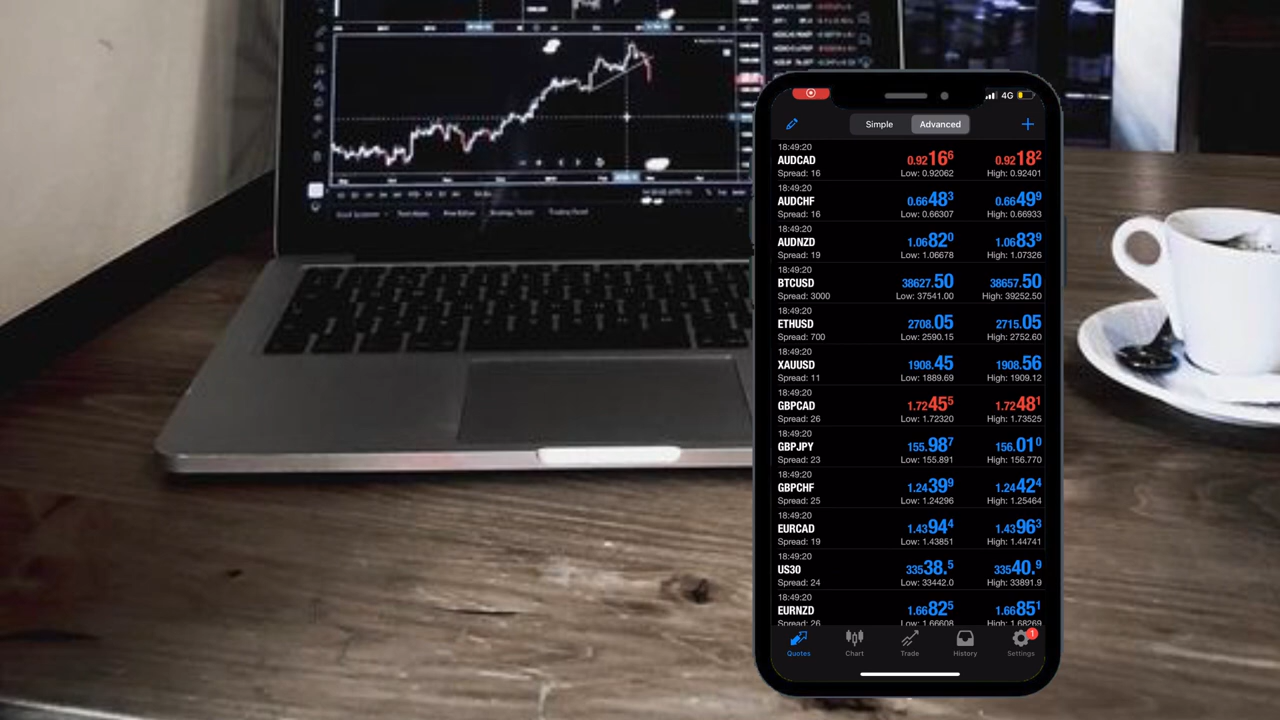 4G
Simple Advanced
18:49:20
AUDCAD 0.92166 0.92182
Spread: 16 Low: 0.92062 High: 0.92401
18:49:20
AUDCHF 0.66483 0.66499
Spread: 16 Low: 0.66307 High: 0.66933
18:49:20
AUDNZD 1.06820 1.06839
Spread: 19 Low: 1.06678 High: 1.07326
18:49:20
BTCUSD 38627.50 38657.50
Spread: 3000 Low: 37541.00 High: 39252.50
18:49:20
ETHUSD 2708.05 2715.05
Spread: 700 Low: 2590.15 High: 2752.60
18:49:20
XAUUSD 1908.45 1908.56
Spread: 11 Low: 1889.69 High: 1909.12
18:49:20
GBPCAD 1.72455 1.72481
Spread: 26 Low: 1.72320 High: 1.73525
18:49:20
GBPJPY 155.987 156.010
Spread: 23 Low: 155.891 High: 156.770
18:49:20
GBPCHF 1.24399 1.24424
Spread: 25 Low: 1.24296 High: 1.25464
18:49:20
EURCAD 1.43944 1.43963
Spread: 19 Low: 1.43851 High: 1.44741
18:49:20
US30 33538.5 33540.9
Spread: 24 Low: 33442.0 High: 33891.9
18:49:20
EURNZD 1.66825 1.66851
Spread: 26 Low: 1.66608 High: 1.68269
1
Quotes Chart Trade History Settings